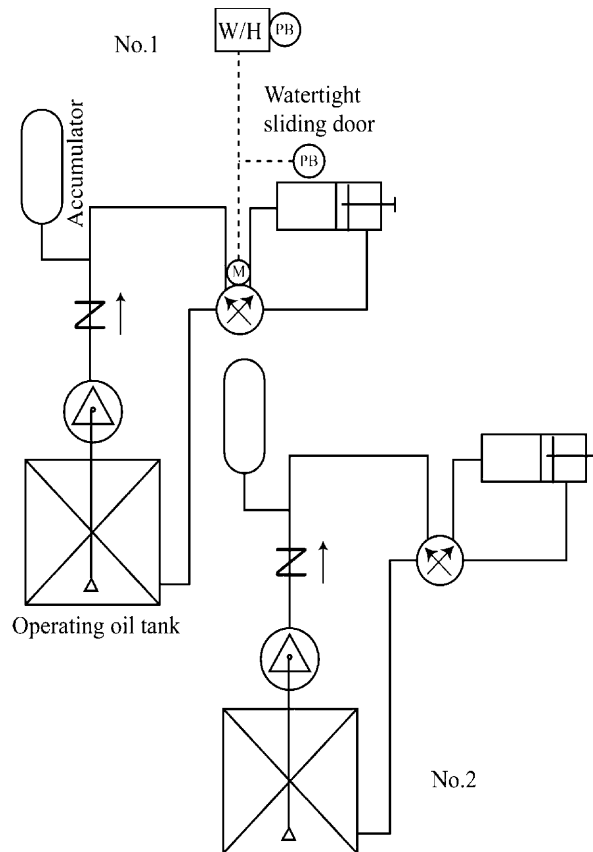 No.1
W/H
PB
Accumulator
Watertight
sliding door
PB
M
Operating oil tank
No.2